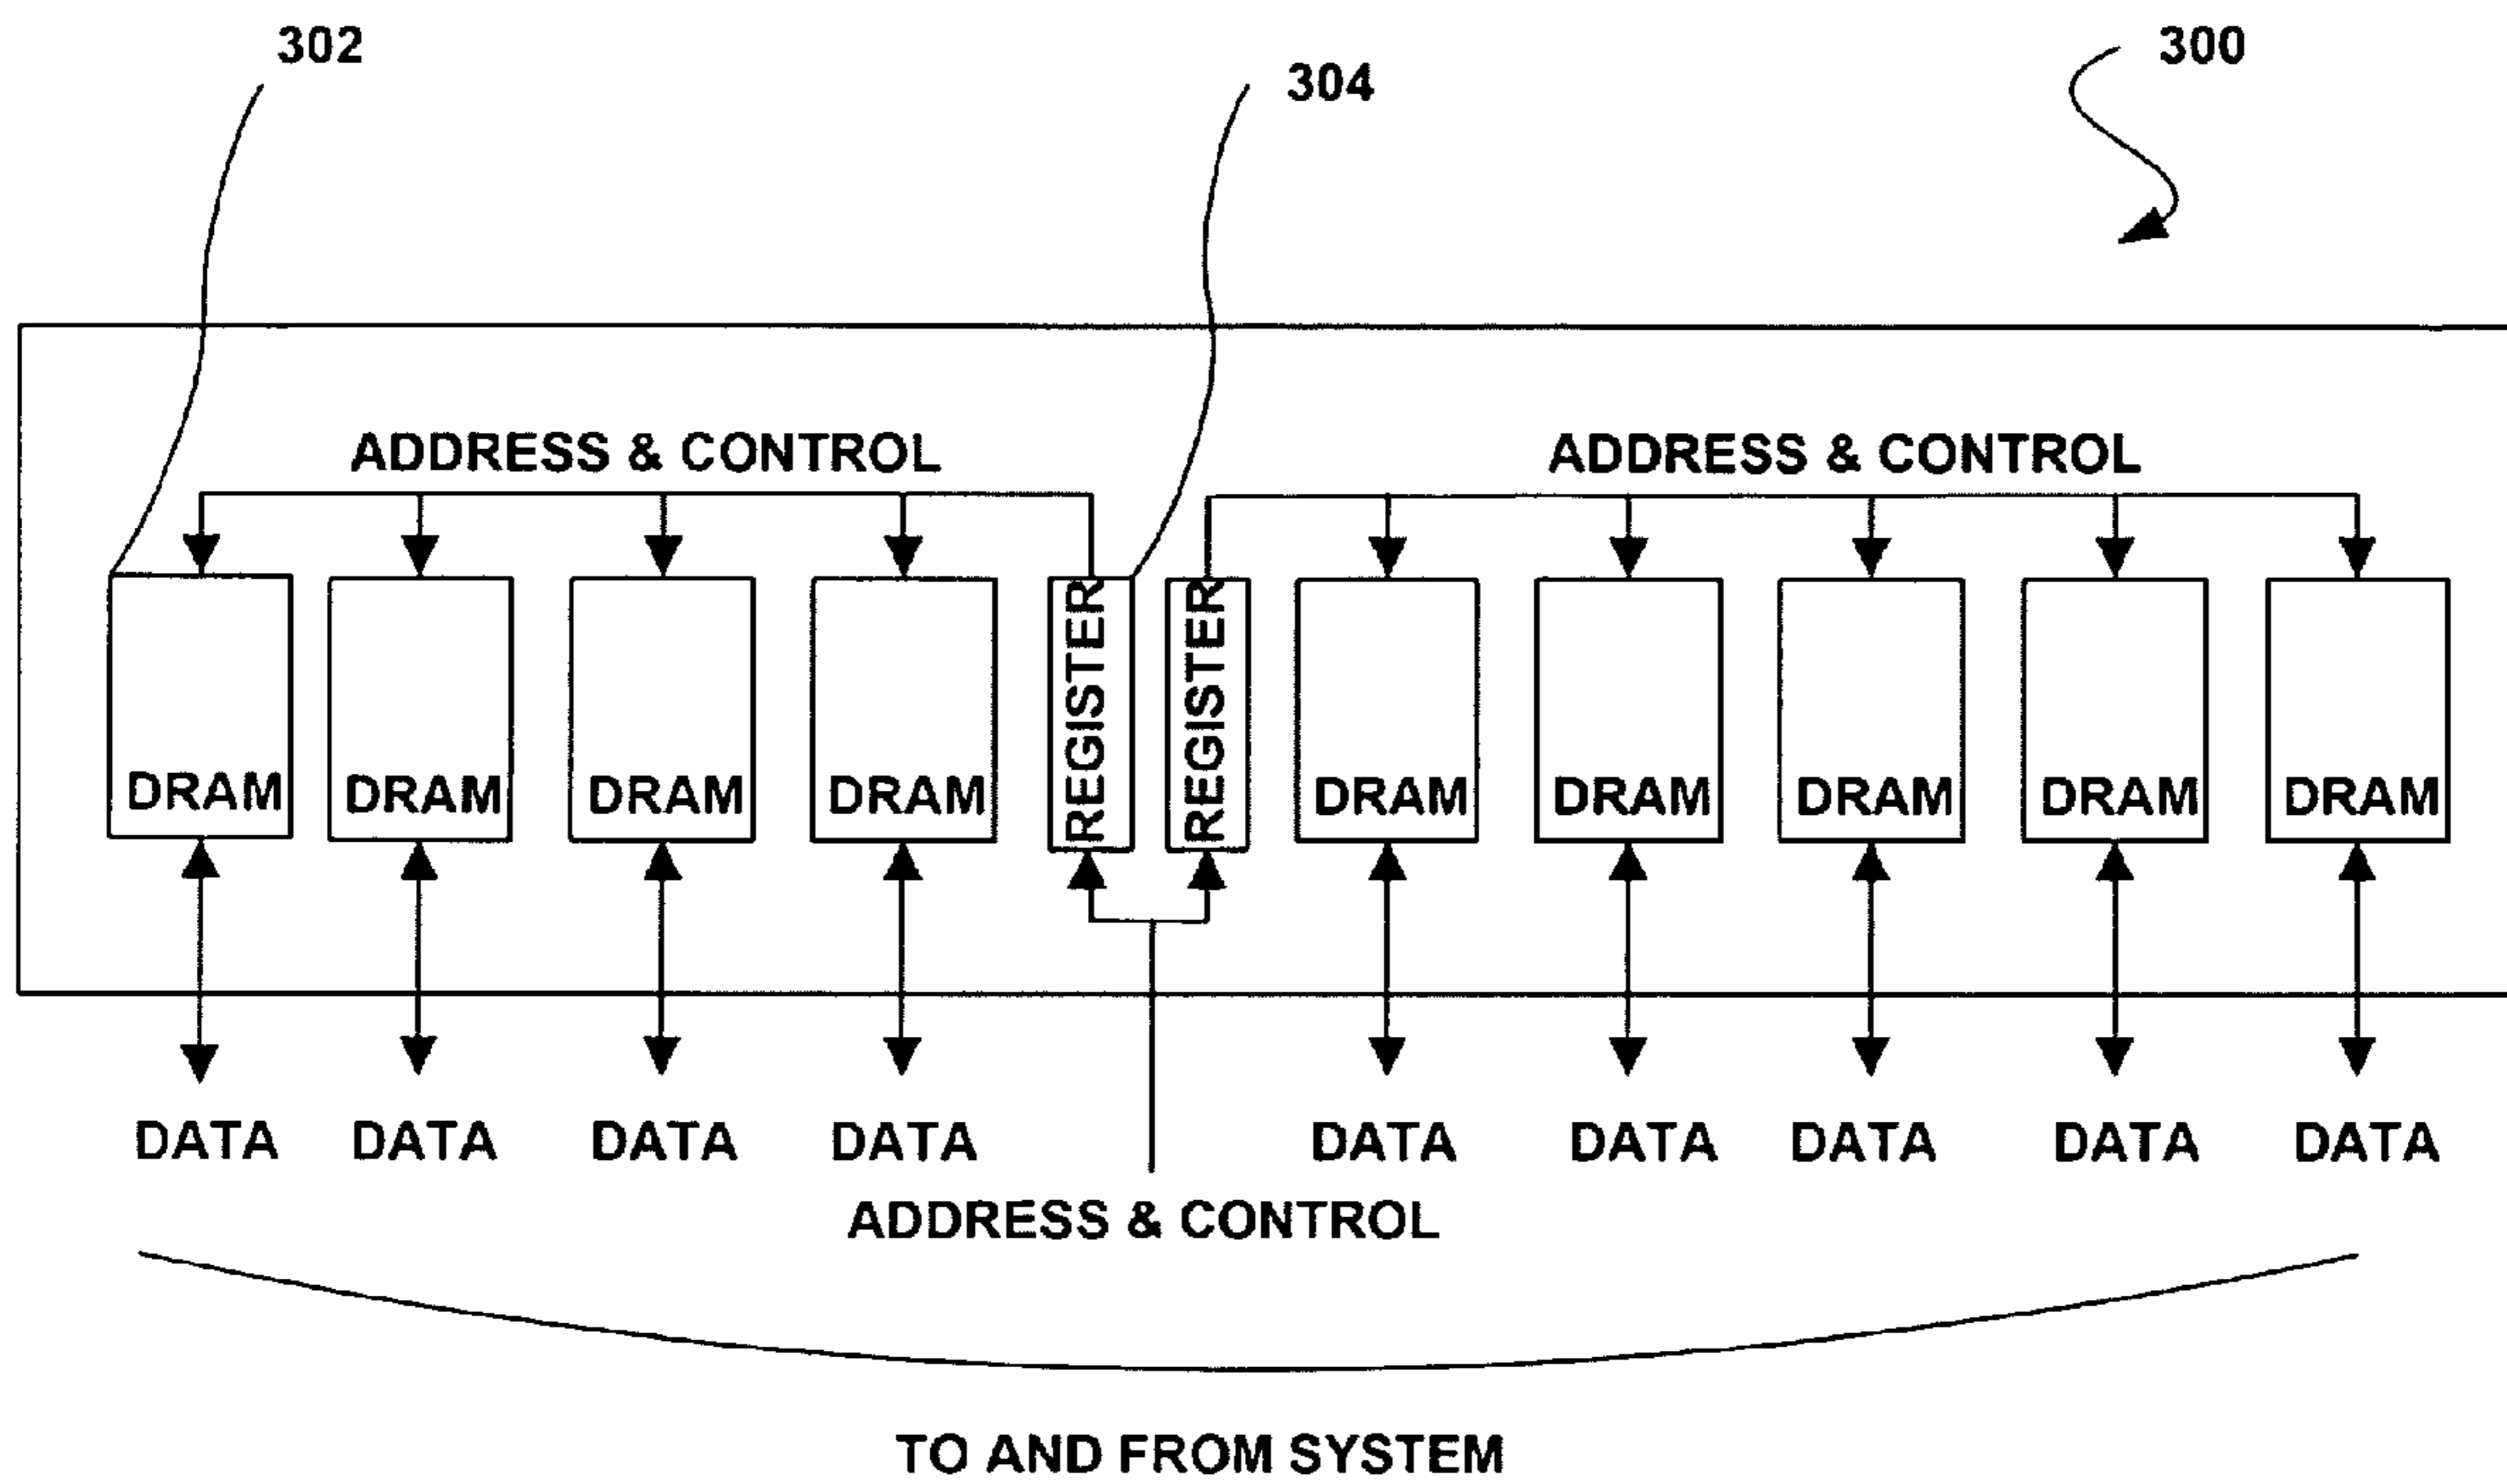 302
304
300
ADDRESS & CONTROL
ADDRESS & CONTROL
DRAM
DRAM
DRAM
DRAM
REGISTER
REGISTER
DRAM
DRAM
DRAM
DRAM
DRAM
DATA
DATA
DATA
DATA
DATA
DATA
DATA
DATA
DATA
ADDRESS & CONTROL
TO AND FROM SYSTEM